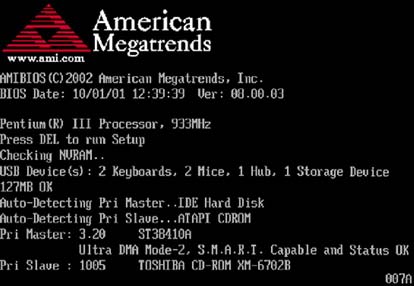 American
Megatrends
www.ami.com
AMIBIOS(C)2002 American Megatrends, Inc.
BIOS Date: 10/01/01 12:39:39  Ver: 08.00.03
Pentium(R) III Processor, 933MHz
Press DEL to run Setup
Checking NVRAM..
USB Device(s): 2 Keyboards, 2 Mice, 1 Hub, 1 Storage Device
127MB OK
Auto-Detecting Pri Master..IDE Hard Disk
Auto-Detecting Pri Slave...ATAPI CDROM
Pri Master: 3.20      ST38410A
Ultra DMA Mode-2, S.M.A.R.T. Capable and Status OK
Pri Slave : 1005      TOSHIBA CD-ROM XM-6702B
007A